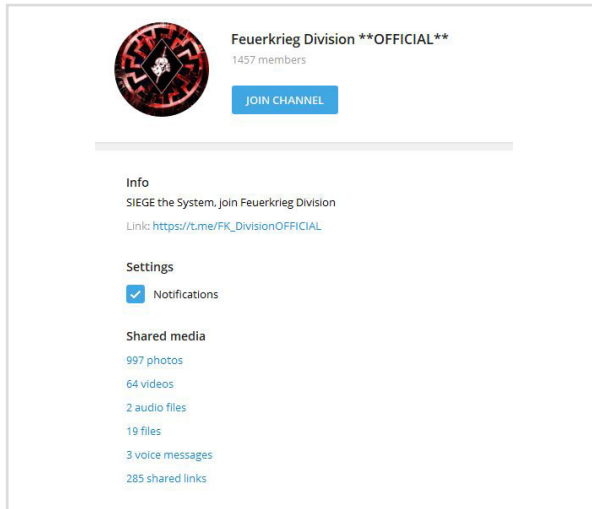 Feuerkrieg Division **OFFICIAL**
1457 members
JOIN CHANNEL
Info
SIEGE the System, join Feuerkrieg Division
Link: https://t.me/FK_DivisionOFFICIAL
Settings
Notifications
Shared media
997 photos
64 videos
2 audio files
19 files
3 voice messages
285 shared links